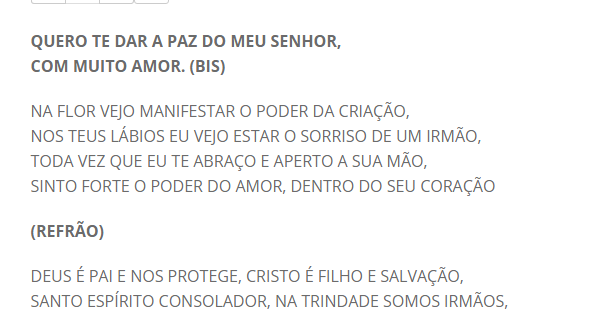 QUERO TE DAR A PAZ DO MEU SENHOR,
COM MUITO AMOR. (BIS)
NA FLOR VEJO MANIFESTAR O PODER DA CRIAÇÃO,
NOS TEUS LÁBIOS EU VEJO ESTAR O SORRISO DE UM IRMÃO,
TODA VEZ QUE EU TE ABRAÇO E APERTO A SUA MÃO,
SINTO FORTE O PODER DO AMOR, DENTRO DO SEU CORAÇÃO
(REFRÃO)
DEUS É PAI E NOS PROTEGE, CRISTO É FILHO E SALVAÇÃO,
SANTO ESPÍRITO CONSOLADOR, NA TRINDADE SOMOS IRMÃOS,